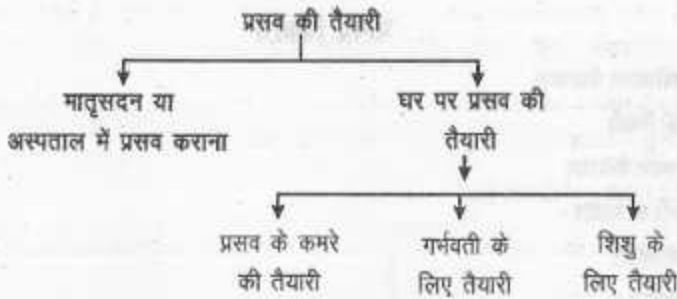 प्रसव की तैयारी
मातृसदन या
अस्पताल में प्रसव कराना
घर पर प्रसव की
तैयारी
प्रसव के कमरे
की तैयारी
गर्भवती के
लिए तैयारी
शिशु के
लिए तैयारी